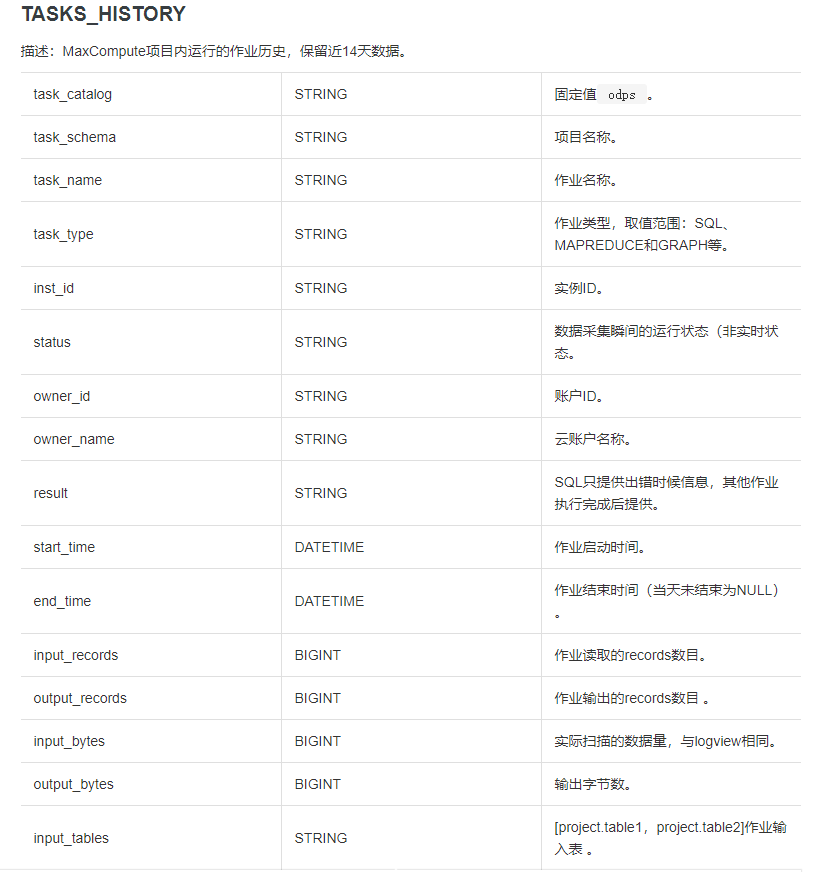 TASKS_HISTORY
描述：MaxCompute项目内运行的作业历史，保留近14天数据。
task_catalog STRING 固定值 odps 。
task_schema STRING 项目名称。
task_name STRING 作业名称。
task_type STRING 作业类型，取值范围：SQL、
MAPREDUCE和GRAPH等。
inst_id STRING 实例ID。
status STRING 数据采集瞬间的运行状态（非实时状
态。
owner_id STRING 账户ID。
owner_name STRING 云账户名称。
result STRING SQL只提供出错时候信息，其他作业
执行完成后提供。
start_time DATETIME 作业启动时间。
end_time DATETIME 作业结束时间（当天未结束为NULL）
。
input_records BIGINT 作业读取的records数目。
output_records BIGINT 作业输出的records数目 。
input_bytes BIGINT 实际扫描的数据量，与logview相同。
output_bytes BIGINT 输出字节数。
input_tables STRING [project.table1，project.table2]作业输
入表 。